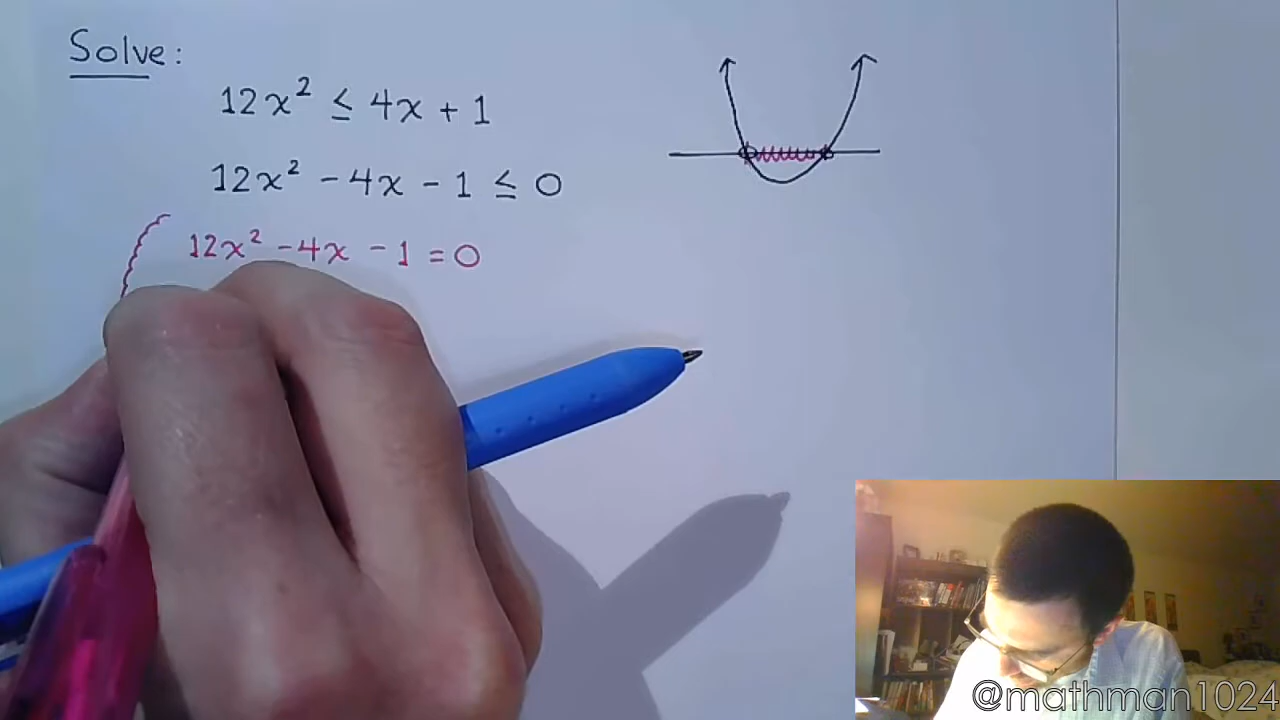 Solve:
12x² ≤ 4x + 1
12x² - 4x - 1 ≤ 0
12x² - 4x - 1 = 0
@mathman1024